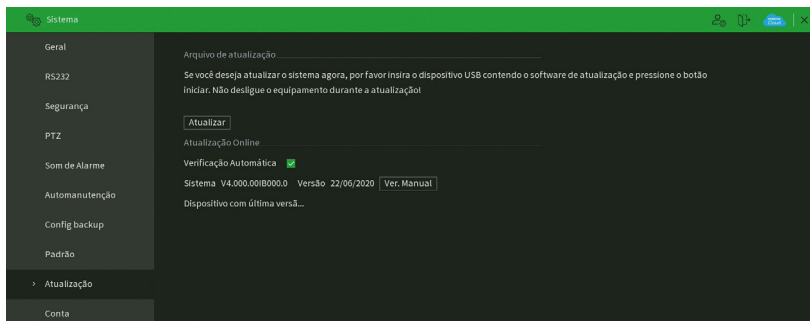 Sistema
Geral
RS232
Segurança
PTZ
Som de Alarme
Automanutenção
Config backup
Padrão
Atualização
Conta
Arquivo de atualização
Se você deseja atualizar o sistema agora, por favor insira o dispositivo USB contendo o software de atualização e pressione o botão
iniciar. Não desligue o equipamento durante a atualização!
Atualizar
Atualização Online
Verificação Automática
Sistema V4.000.00IB000.0 Versão 22/06/2020 Ver. Manual
Dispositivo com última versã...